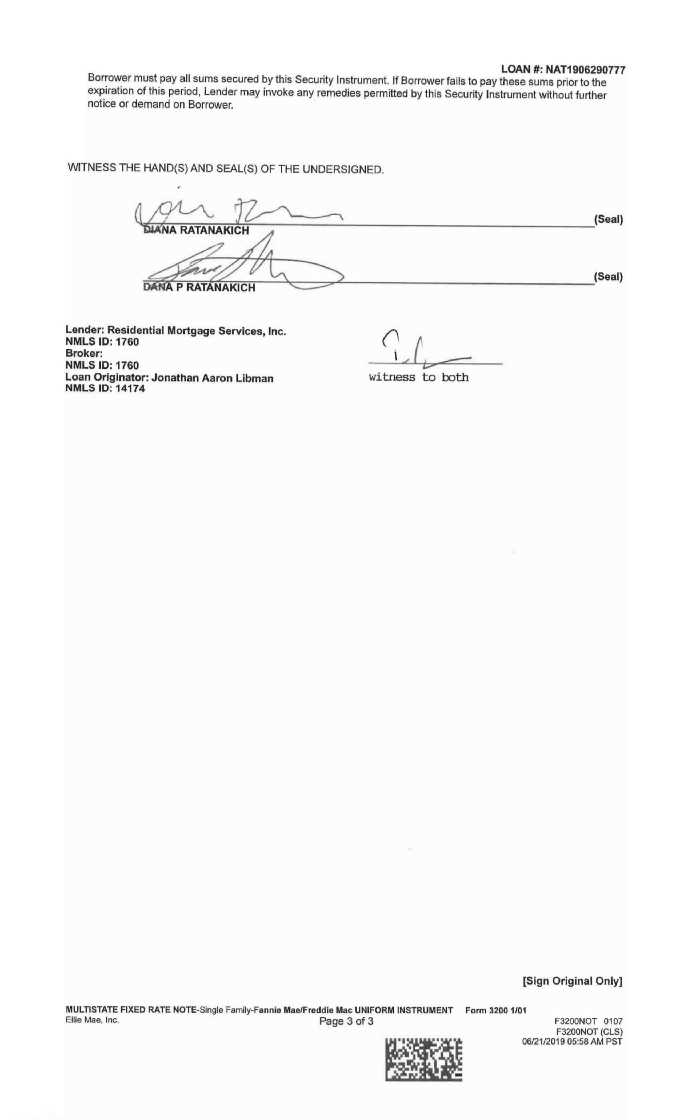 LOAN #: NAT1906290777
Borrower must pay all sums secured by this Security Instrument. If Borrower fails to pay these sums prior to the
expiration of this period, Lender may invoke any remedies permitted by this Security Instrument without further
notice or demand on Borrower.
WITNESS THE HAND(S) AND SEAL(S) OF THE UNDERSIGNED.
(Seal)
DIANA RATANAKICH
(Seal)
DANA P RATANAKICH
Lender: Residential Mortgage Services, Inc.
NMLS ID: 1760
Broker:
NMLS ID: 1760
Loan Originator: Jonathan Aaron Libman
NMLS ID: 14174
witness to both
[Sign Original Only]
MULTISTATE FIXED RATE NOTE-Single Family-Fannie Mae/Freddie Mac UNIFORM INSTRUMENT Form 3200 1/01
Ellie Mae, Inc. Page 3 of 3 F3200NOT 0107
F3200NOT (CLS)
06/21/2019 05:58 AM PST